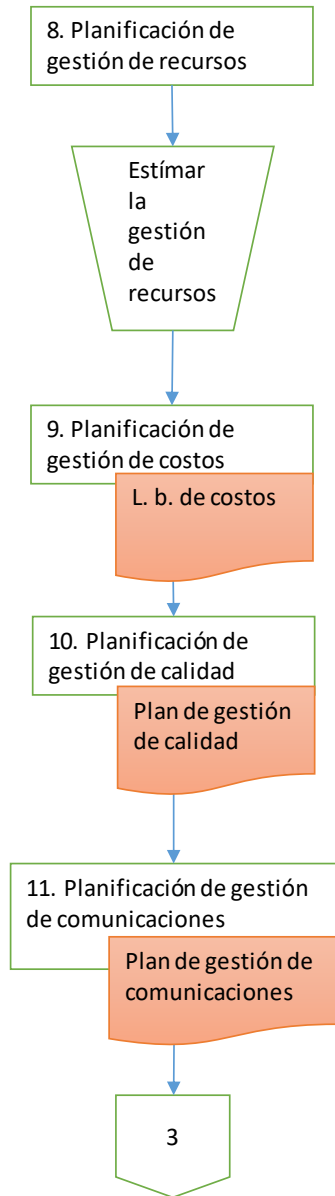 8. Planificación de
gestión de recursos
Estímar
la
gestión
de
recursos
9. Planificación de
gestión de costos
L. b. de costos
10. Planificación de
gestión de calidad
Plan de gestión
de calidad
11. Planificación de gestión
de comunicaciones
Plan de gestión de
comunicaciones
3